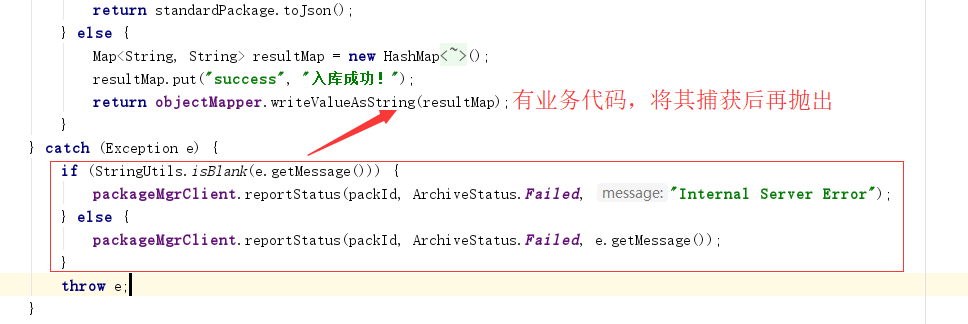 return standardPackage.toJson();
} else {
Map<String, String> resultMap = new HashMap<~>();
resultMap.put("success", "入库成功！");
return objectMapper.writeValueAsString(resultMap);有业务代码，将其捕获后再抛出
}
} catch (Exception e) {
if (StringUtils.isBlank(e.getMessage())) {
packageMgrClient.reportStatus(packId, ArchiveStatus.Failed, message: "Internal Server Error");
} else {
packageMgrClient.reportStatus(packId, ArchiveStatus.Failed, e.getMessage());
}
throw e;
}